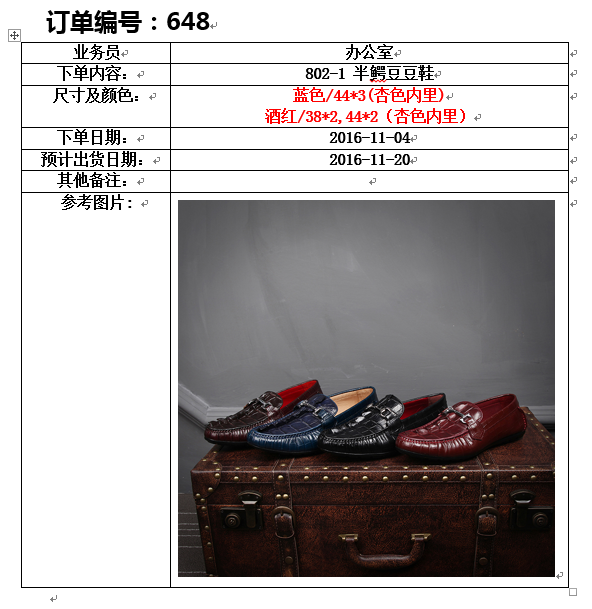 订单编号：648
业务员
办公室
下单内容：
802-1 半鳄豆豆鞋
尺寸及颜色：
蓝色/44*3(杏色内里)
酒红/38*2,44*2（杏色内里）
下单日期：
2016-11-04
预计出货日期：
2016-11-20
其他备注：
参考图片：